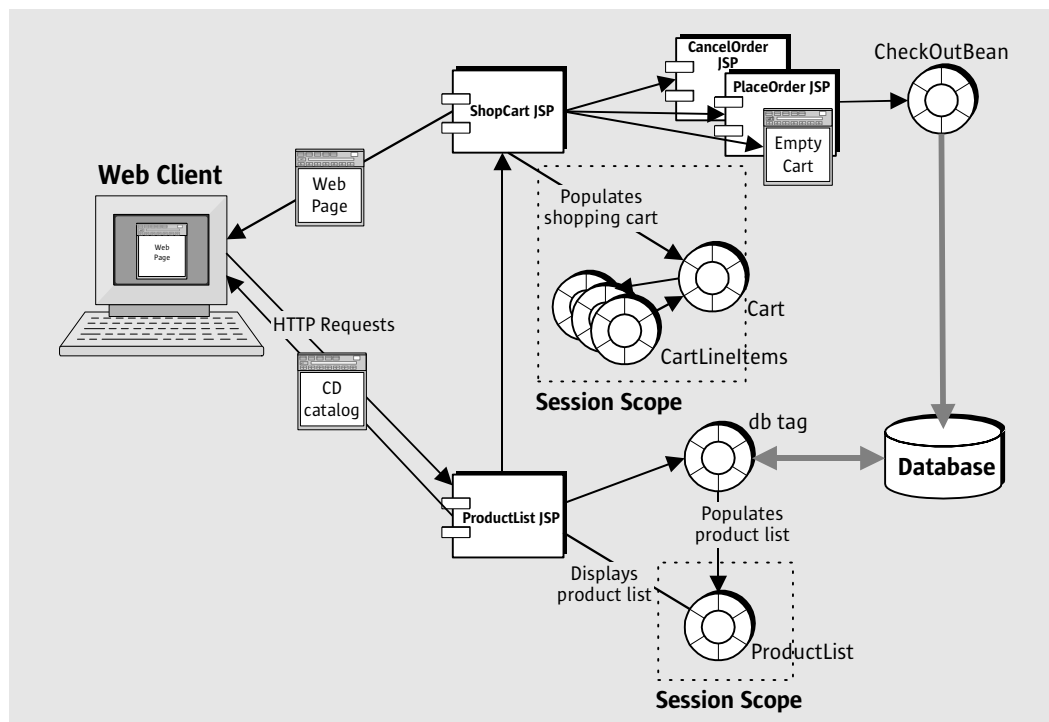 CancelOrder
JSP
CheckOutBean
PlaceOrder JSP
ShopCart JSP
Empty
Cart
Web Client
Web
Page
Populates
shopping cart
Web
Page
Cart
HTTP Requests
CartLineItems
CD
catalog
Session Scope
db tag
Database
ProductList JSP
Populates
product list
Displays
product list
ProductList
Session Scope